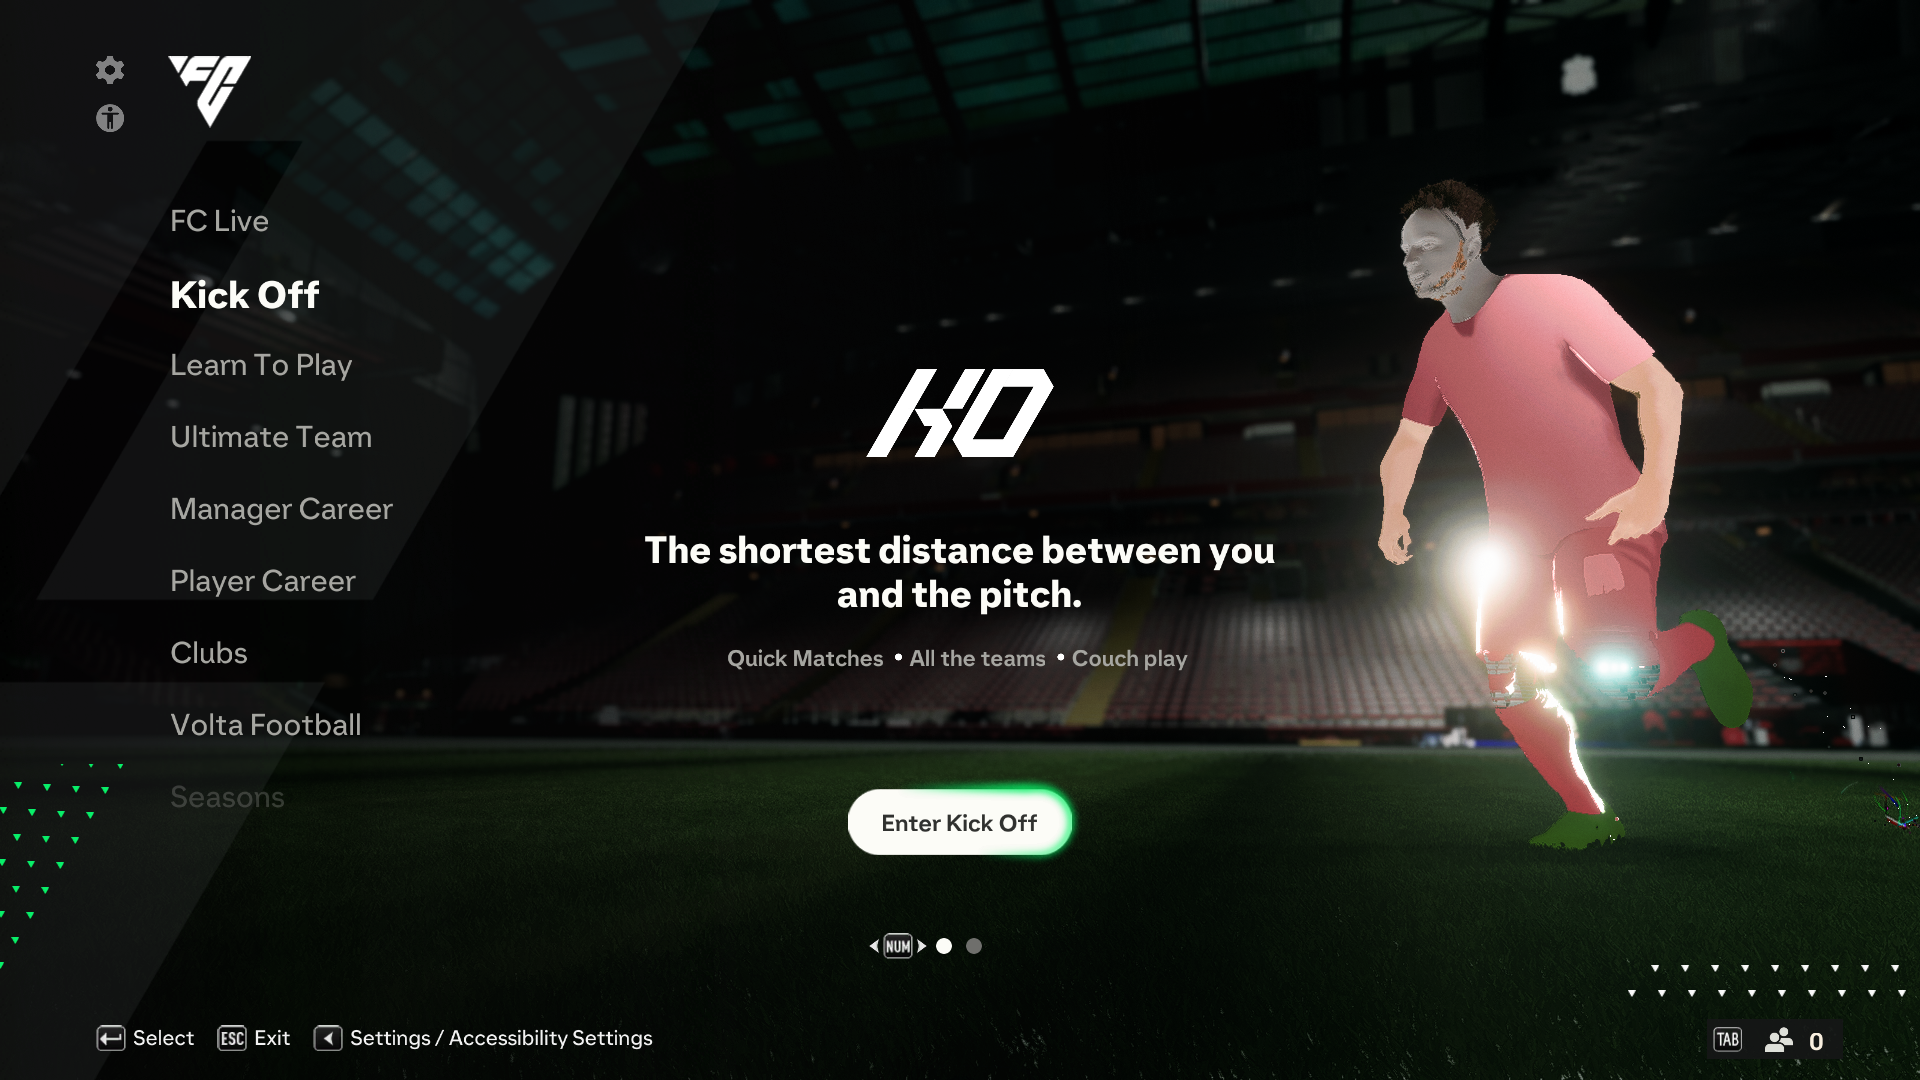 FC
FC Live
Kick Off
Learn To Play
Ultimate Team
Manager Career
Player Career
Clubs
Volta Football
Seasons
KO
The shortest distance between you
and the pitch.
Quick Matches • All the teams • Couch play
Enter Kick Off
NUM
Select ESC Exit Settings / Accessibility Settings
TAB 0